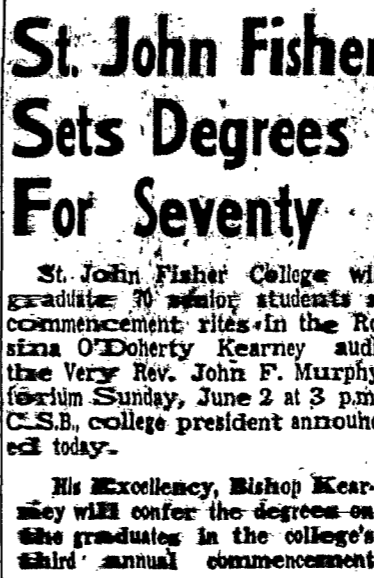 St. John Fisher
Sets Degrees
For Seventy
St. John Fisher College wi
graduate 70 senior students a
commencement rites in the Ro
sina O'Doherty Kearney audi
the Very Rev. John F. Murphy
torium Sunday, June 2 at 3 p.m
C.S.B., college president announc
ed today.
His Excellency, Bishop Kear-
ney will confer the degrees on
the graduates in the college's
third annual commencement